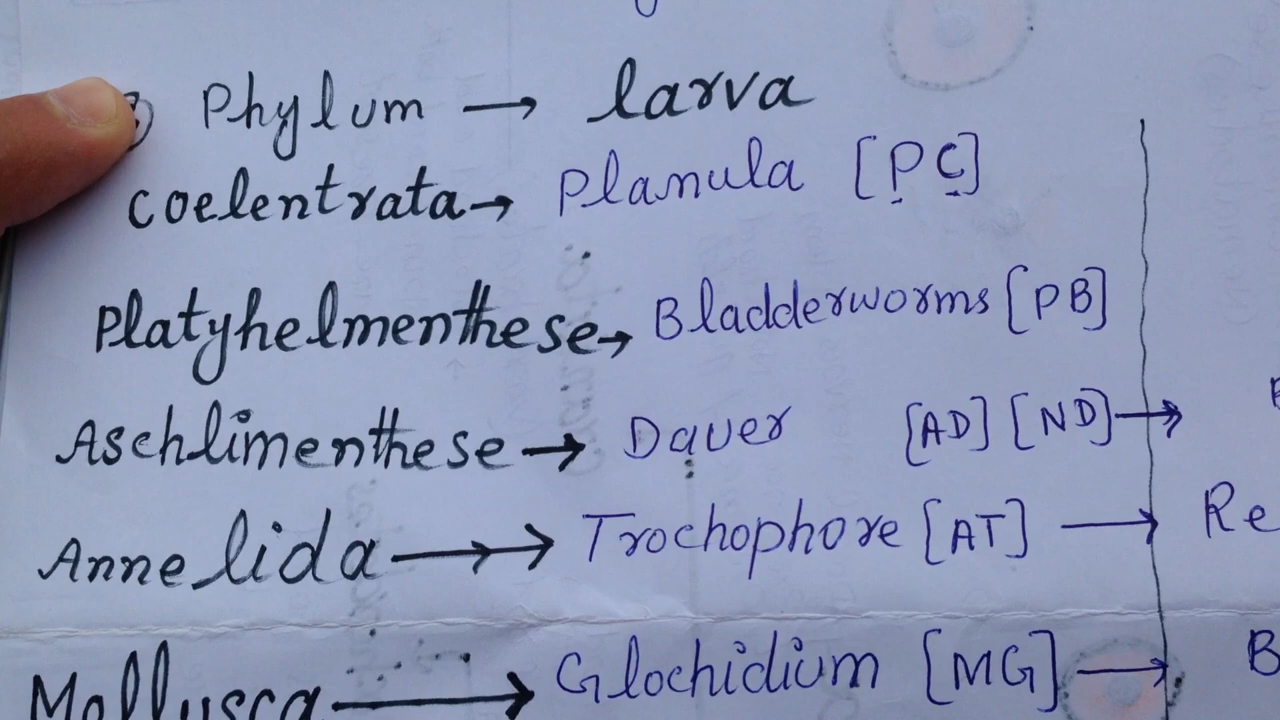 Phylum → larva
Coelentrata → Planula [PC]
Platyhelmenthese → Bladderworms [PB]
Aschlimenthese → Dauer [AD] [ND] →
Annelida → Trochophore [AT] → Re
Mollusca → Glochidium [MG] → B